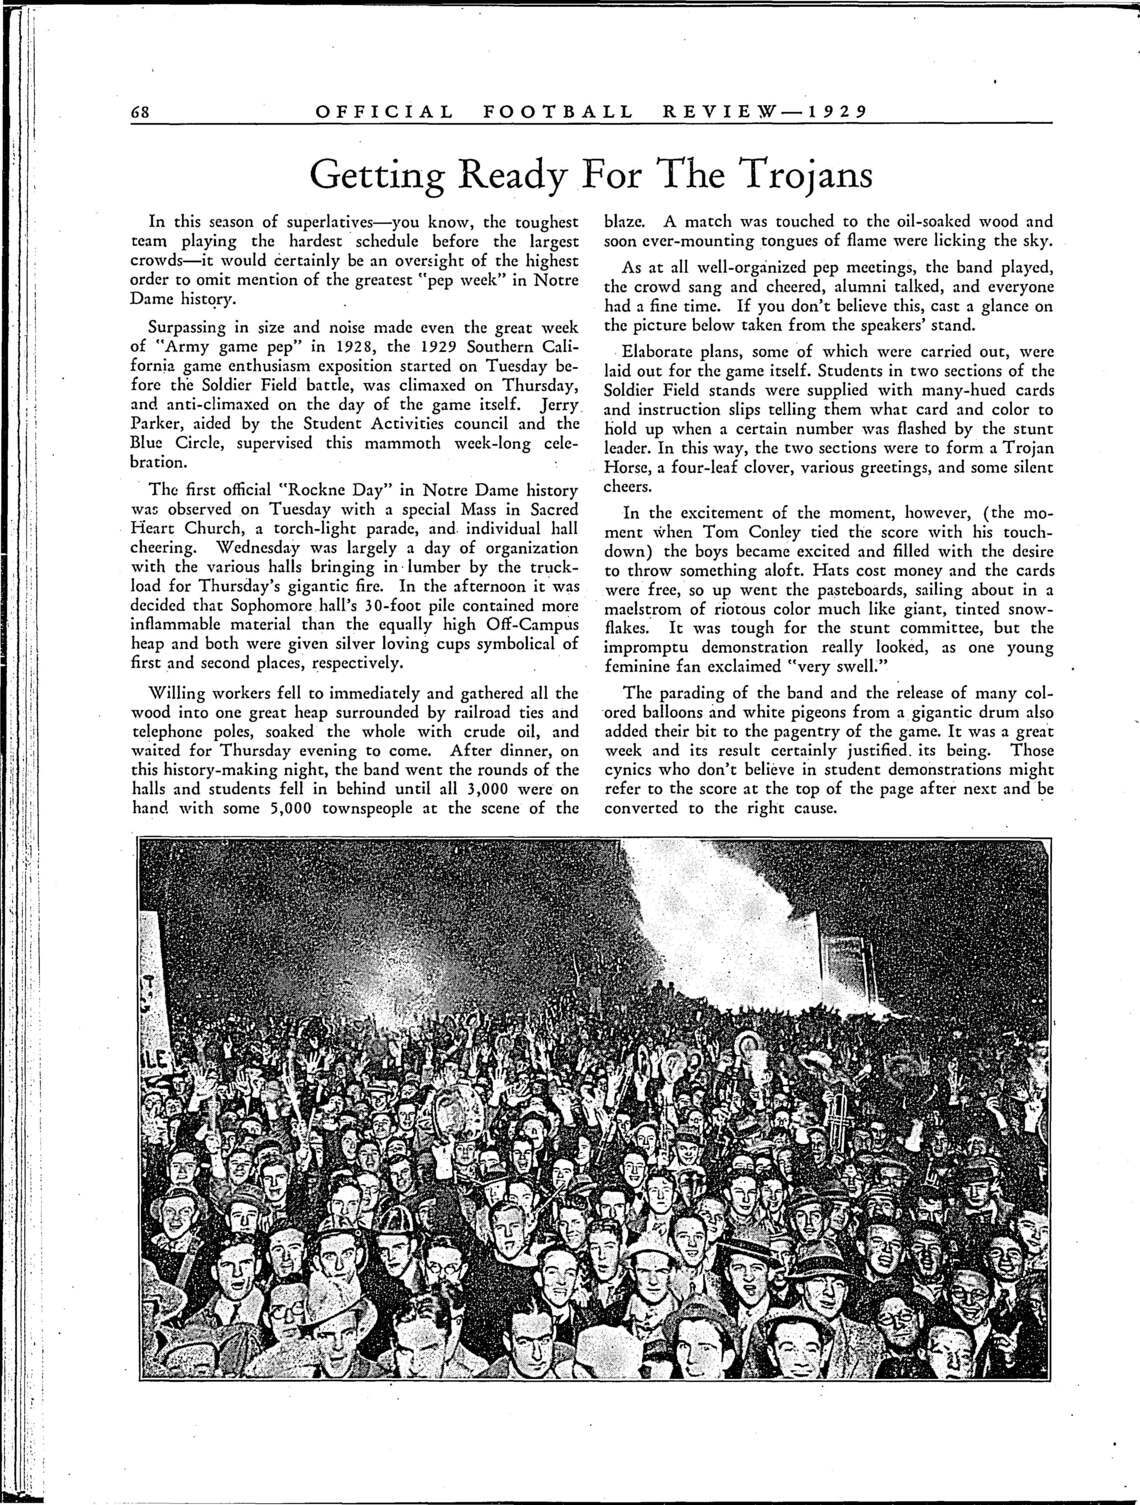 68
OFFICIAL FOOTBALL REVIEW—1929
Getting Ready For The Trojans
In this season of superlatives—you know, the toughest
team playing the hardest schedule before the largest
crowds—it would certainly be an oversight of the highest
order to omit mention of the greatest "pep week" in Notre
Dame history.
Surpassing in size and noise made even the great week
of "Army game pep" in 1928, the 1929 Southern Cali-
fornia game enthusiasm exposition started on Tuesday be-
fore the Soldier Field battle, was climaxed on Thursday,
and anti-climaxed on the day of the game itself. Jerry
Parker, aided by the Student Activities council and the
Blue Circle, supervised this mammoth week-long cele-
bration.
The first official "Rockne Day" in Notre Dame history
was observed on Tuesday with a special Mass in Sacred
Heart Church, a torch-light parade, and individual hall
cheering. Wednesday was largely a day of organization
with the various halls bringing in lumber by the truck-
load for Thursday's gigantic fire. In the afternoon it was
decided that Sophomore hall's 30-foot pile contained more
inflammable material than the equally high Off-Campus
heap and both were given silver loving cups symbolical of
first and second places, respectively.
Willing workers fell to immediately and gathered all the
wood into one great heap surrounded by railroad ties and
telephone poles, soaked the whole with crude oil, and
waited for Thursday evening to come. After dinner, on
this history-making night, the band went the rounds of the
halls and students fell in behind until all 3,000 were on
hand with some 5,000 townspeople at the scene of the
blaze. A match was touched to the oil-soaked wood and
soon ever-mounting tongues of flame were licking the sky.
As at all well-organized pep meetings, the band played,
the crowd sang and cheered, alumni talked, and everyone
had a fine time. If you don't believe this, cast a glance on
the picture below taken from the speakers' stand.
Elaborate plans, some of which were carried out, were
laid out for the game itself. Students in two sections of the
Soldier Field stands were supplied with many-hued cards
and instruction slips telling them what card and color to
hold up when a certain number was flashed by the stunt
leader. In this way, the two sections were to form a Trojan
Horse, a four-leaf clover, various greetings, and some silent
cheers.
In the excitement of the moment, however, (the mo-
ment when Tom Conley tied the score with his touch-
down) the boys became excited and filled with the desire
to throw something aloft. Hats cost money and the cards
were free, so up went the pasteboards, sailing about in a
maelstrom of riotous color much like giant, tinted snow-
flakes. It was tough for the stunt committee, but the
impromptu demonstration really looked, as one young
feminine fan exclaimed "very swell."
The parading of the band and the release of many col-
ored balloons and white pigeons from a gigantic drum also
added their bit to the pagentry of the game. It was a great
week and its result certainly justified its being. Those
cynics who don't believe in student demonstrations might
refer to the score at the top of the page after next and be
converted to the right cause.